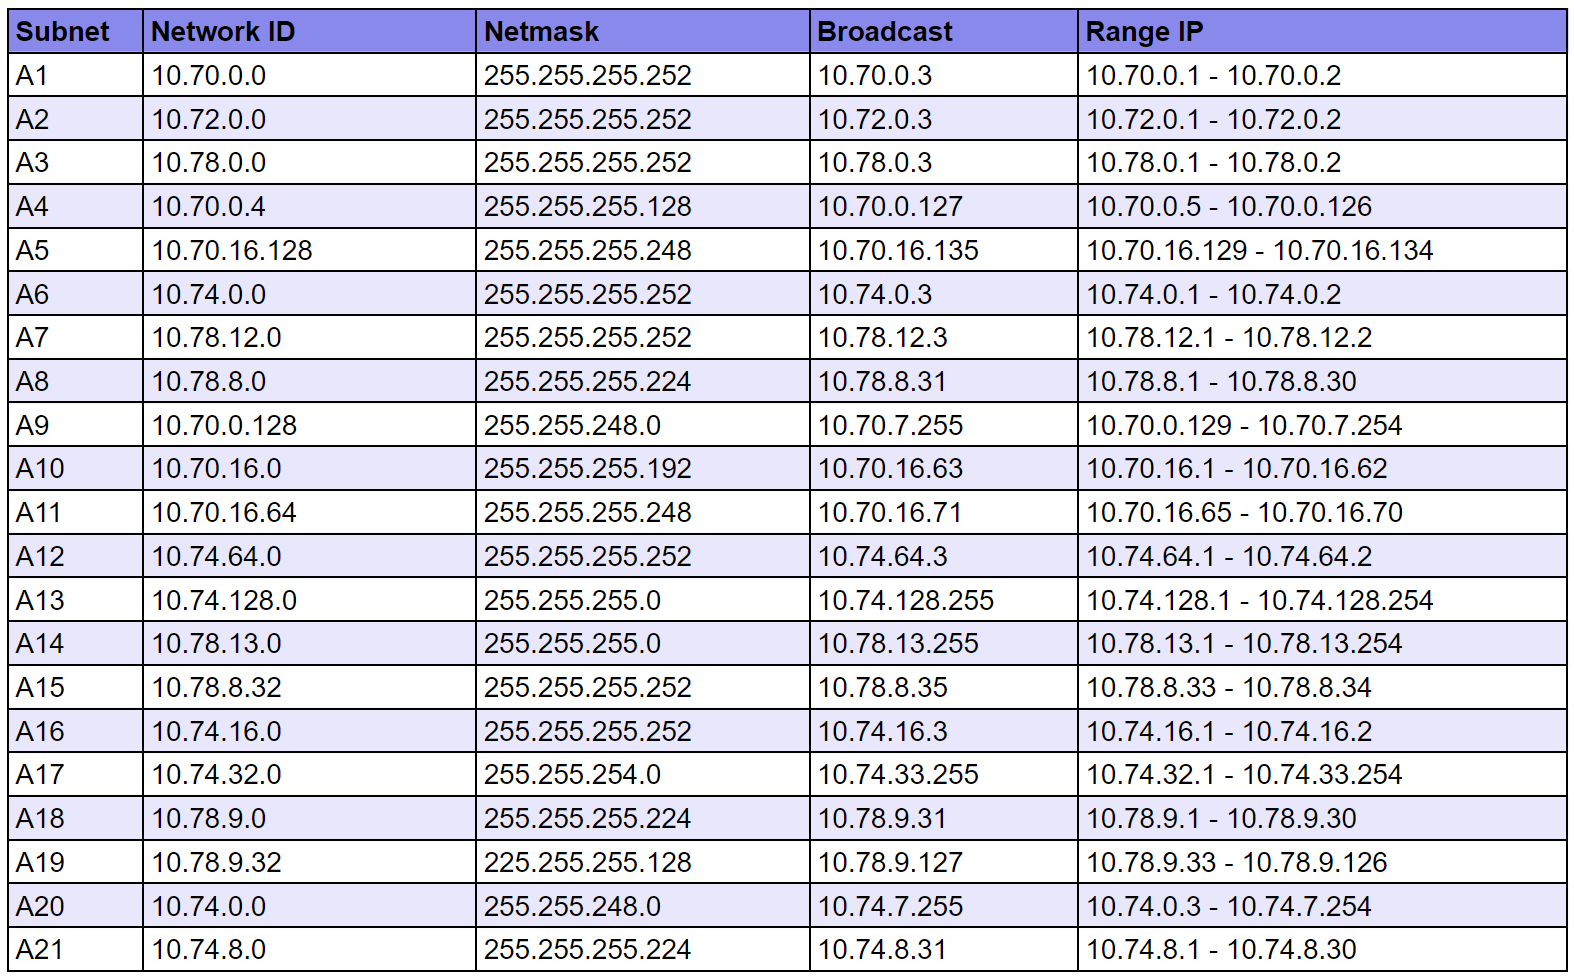 Subnet Network ID Netmask Broadcast Range IP
A1 10.70.0.0 255.255.255.252 10.70.0.3 10.70.0.1 - 10.70.0.2
A2 10.72.0.0 255.255.255.252 10.72.0.3 10.72.0.1 - 10.72.0.2
A3 10.78.0.0 255.255.255.252 10.78.0.3 10.78.0.1 - 10.78.0.2
A4 10.70.0.4 255.255.255.128 10.70.0.127 10.70.0.5 - 10.70.0.126
A5 10.70.16.128 255.255.255.248 10.70.16.135 10.70.16.129 - 10.70.16.134
A6 10.74.0.0 255.255.255.252 10.74.0.3 10.74.0.1 - 10.74.0.2
A7 10.78.12.0 255.255.255.252 10.78.12.3 10.78.12.1 - 10.78.12.2
A8 10.78.8.0 255.255.255.224 10.78.8.31 10.78.8.1 - 10.78.8.30
A9 10.70.0.128 255.255.248.0 10.70.7.255 10.70.0.129 - 10.70.7.254
A10 10.70.16.0 255.255.255.192 10.70.16.63 10.70.16.1 - 10.70.16.62
A11 10.70.16.64 255.255.255.248 10.70.16.71 10.70.16.65 - 10.70.16.70
A12 10.74.64.0 255.255.255.252 10.74.64.3 10.74.64.1 - 10.74.64.2
A13 10.74.128.0 255.255.255.0 10.74.128.255 10.74.128.1 - 10.74.128.254
A14 10.78.13.0 255.255.255.0 10.78.13.255 10.78.13.1 - 10.78.13.254
A15 10.78.8.32 255.255.255.252 10.78.8.35 10.78.8.33 - 10.78.8.34
A16 10.74.16.0 255.255.255.252 10.74.16.3 10.74.16.1 - 10.74.16.2
A17 10.74.32.0 255.255.254.0 10.74.33.255 10.74.32.1 - 10.74.33.254
A18 10.78.9.0 255.255.255.224 10.78.9.31 10.78.9.1 - 10.78.9.30
A19 10.78.9.32 225.255.255.128 10.78.9.127 10.78.9.33 - 10.78.9.126
A20 10.74.0.0 255.255.248.0 10.74.7.255 10.74.0.3 - 10.74.7.254
A21 10.74.8.0 255.255.255.224 10.74.8.31 10.74.8.1 - 10.74.8.30